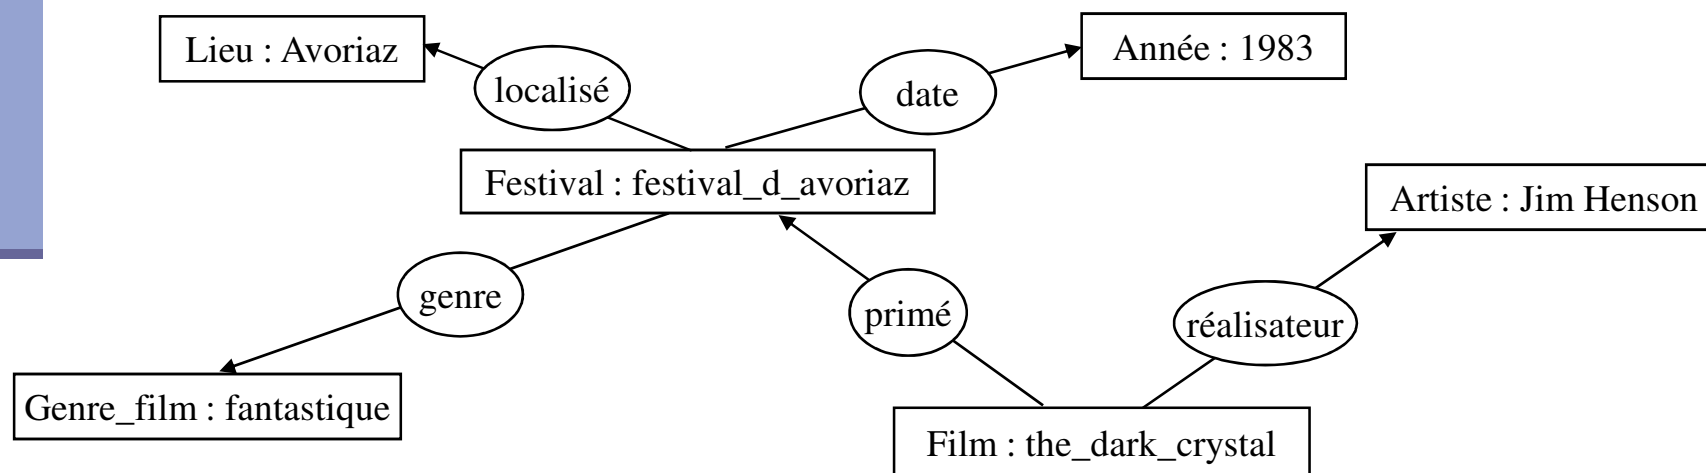 Lieu : Avoriaz
Année : 1983
localisé
date
Festival : festival_d_avoriaz
Artiste : Jim Henson
genre
primé
réalisateur
Genre_film : fantastique
Film : the_dark_crystal